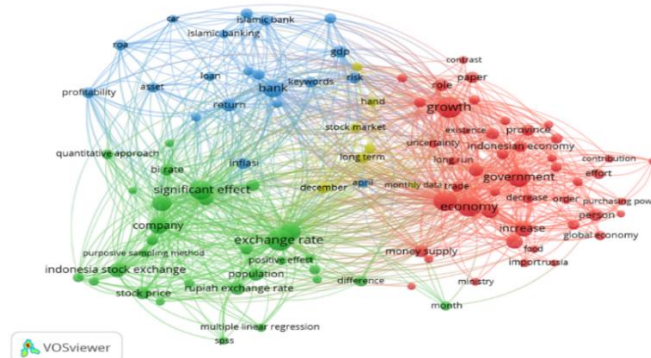 car
islamic bank
islamic banking
roa
gdp
contrast
loan
keywords
risk
paper
role
profitability
asset
bank
hand
return
growth
stock market
existence
province
uncertainty
indonesian economy
quantitative approach
long term
long run
contribution
bi rate
inflasi
government
effort
april
monthly data
trade
significant effect
december
decrease
order
purchasing powe
economy
person
company
exchange rate
increase
global economy
purposive sampling method
positive effect
money supply
food
indonesia stock exchange
population
importrussia
difference
ministry
stock price
rupiah exchange rate
month
multiple linear regression
spss
VOSviewer